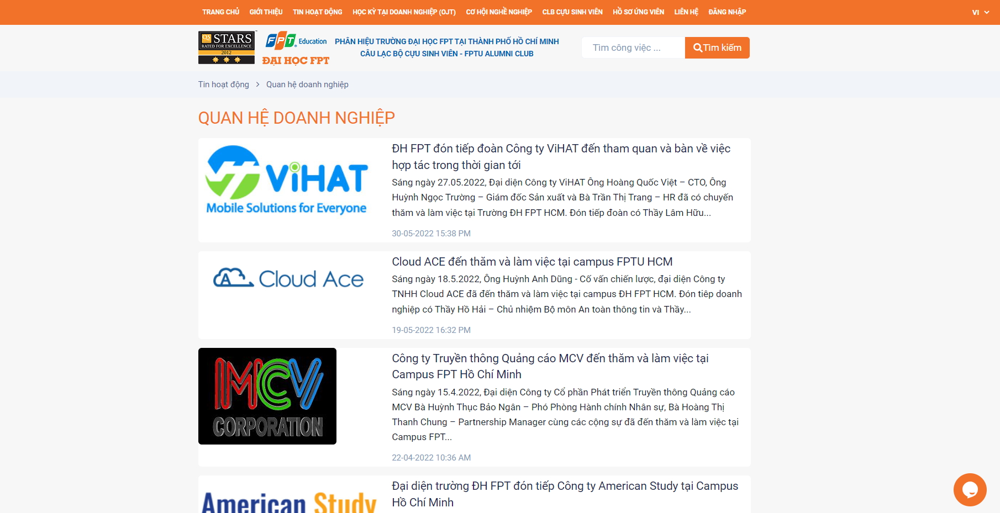 TRANG CHỦ GIỚI THIỆU TIN HOẠT ĐỘNG HỌC KỲ TẠI DOANH NGHIỆP (OJT) CƠ HỘI NGHỀ NGHIỆP CLB CỰU SINH VIÊN HỒ SƠ ỨNG VIÊN LIÊN HỆ ĐĂNG NHẬP VI
QS STARS
RATED FOR EXCELLENCE
2012
FPT Education
ĐẠI HỌC FPT
PHÂN HIỆU TRƯỜNG ĐẠI HỌC FPT TẠI THÀNH PHỐ HỒ CHÍ MINH
CÂU LẠC BỘ CỰU SINH VIÊN - FPTU ALUMNI CLUB
Tìm công việc ... Tìm kiếm
Tin hoạt động > Quan hệ doanh nghiệp
QUAN HỆ DOANH NGHIỆP
ViHAT
Mobile Solutions for Everyone
ĐH FPT đón tiếp đoàn Công ty ViHAT đến tham quan và bàn về việc
hợp tác trong thời gian tới
Sáng ngày 27.05.2022, Đại diện Công ty ViHAT Ông Hoàng Quốc Việt – CTO, Ông
Huỳnh Ngọc Trường – Giám đốc Sản xuất và Bà Trần Thị Trang – HR đã có chuyến
thăm và làm việc tại Trường ĐH FPT HCM. Đón tiếp đoàn có Thầy Lâm Hữu...
30-05-2022 15:38 PM
A Cloud Ace
Cloud ACE đến thăm và làm việc tại campus FPTU HCM
Sáng ngày 18.5.2022, Ông Huỳnh Anh Dũng - Cố vấn chiến lược, đại diện Công ty
TNHH Cloud ACE đã đến thăm và làm việc tại campus ĐH FPT HCM. Đón tiêp doanh
nghiệp có Thầy Hồ Hải – Chủ nhiệm Bộ môn An toàn thông tin và Thầy...
19-05-2022 16:32 PM
MCV
CORPORATION
Công ty Truyền thông Quảng cáo MCV đến thăm và làm việc tại
Campus FPT Hồ Chí Minh
Sáng ngày 15.4.2022, Đại diện Công ty Cổ phần Phát triển Truyền thông Quảng cáo
MCV Bà Huỳnh Thục Bảo Ngân – Phó Phòng Hành chính Nhân sự, Bà Hoàng Thị
Thanh Chung – Partnership Manager cùng các cộng sự đã đến thăm và làm việc tại
Campus FPT...
22-04-2022 10:36 AM
American Study
Đại diện trường ĐH FPT đón tiếp Công ty American Study tại Campus
Hồ Chí Minh